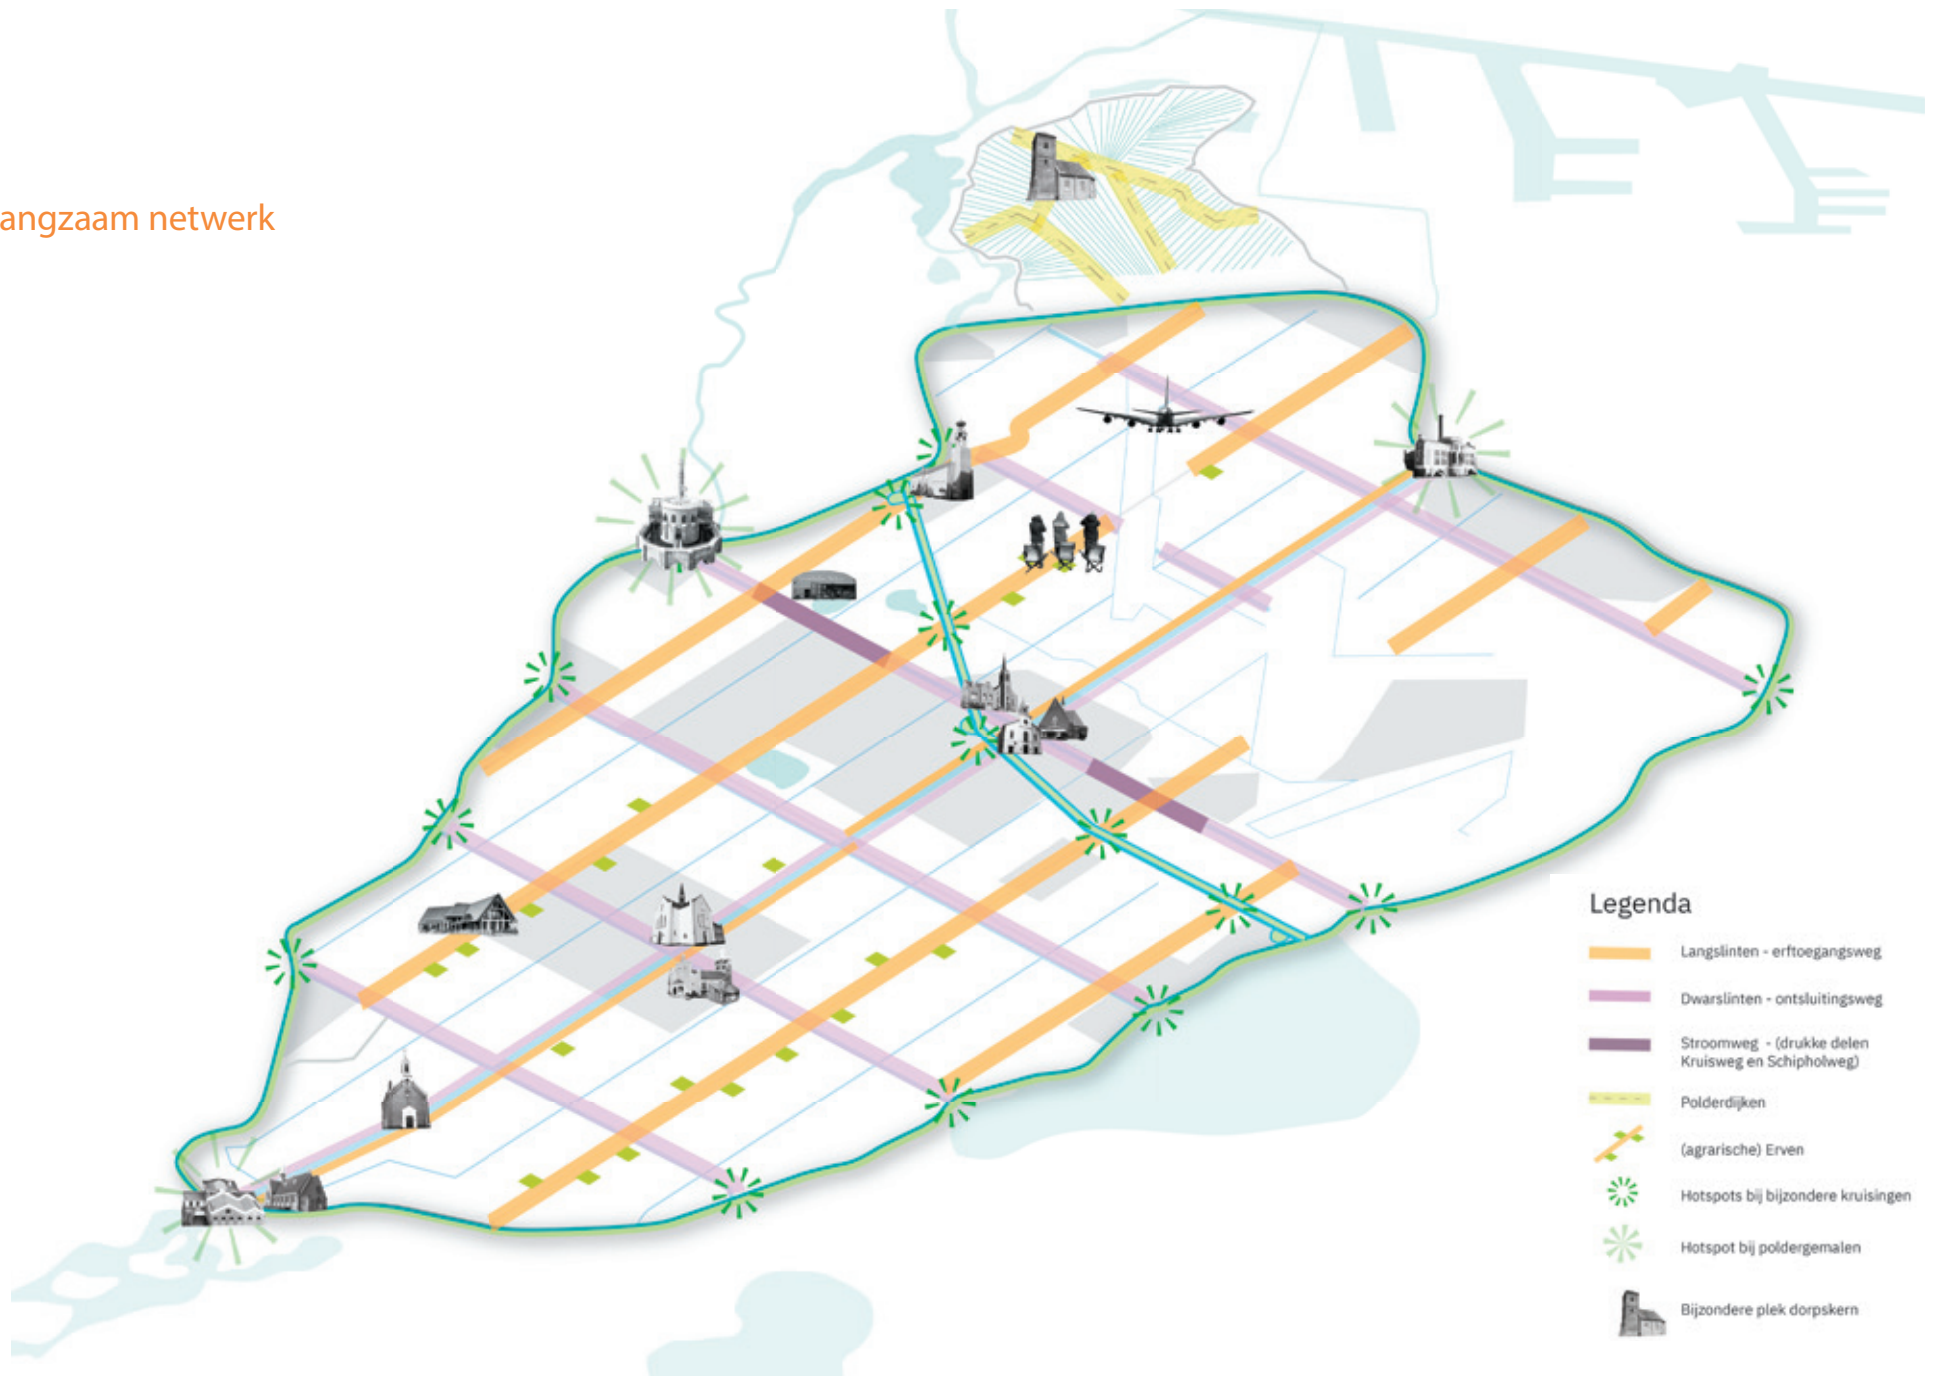 angzaam netwerk
Legenda
Langslinten - erftoegangsweg
Dwarslinten - ontsluitingsweg
Stroomweg - (drukke delen
Kruisweg en Schipholweg)
Polderdijken
(agrarische) Erven
Hotspots bij bijzondere kruisingen
Hotspot bij poldergemalen
Bijzondere plek dorpskern